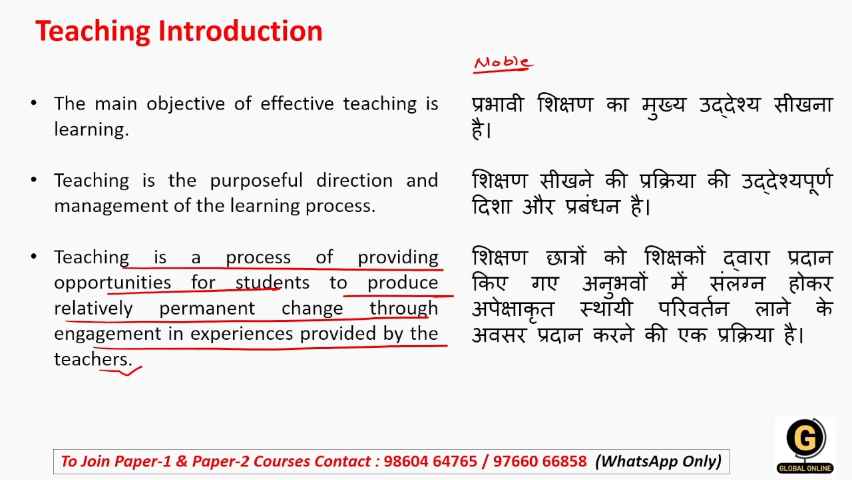 Teaching Introduction
Noble
• The main objective of effective teaching is
learning.
• Teaching is the purposeful direction and
management of the learning process.
• Teaching is a process of providing
opportunities for students to produce
relatively permanent change through
engagement in experiences provided by the
teachers.
प्रभावी शिक्षण का मुख्य उद्देश्य सीखना
है।
शिक्षण सीखने की प्रक्रिया की उद्देश्यपूर्ण
दिशा और प्रबंधन है।
शिक्षण छात्रों को शिक्षकों द्वारा प्रदान
किए गए अनुभवों में संलग्न होकर
अपेक्षाकृत स्थायी परिवर्तन लाने के
अवसर प्रदान करने की एक प्रक्रिया है।
G
GLOBAL ONLINE
To Join Paper-1 & Paper-2 Courses Contact : 98604 64765 / 97660 66858 (WhatsApp Only)